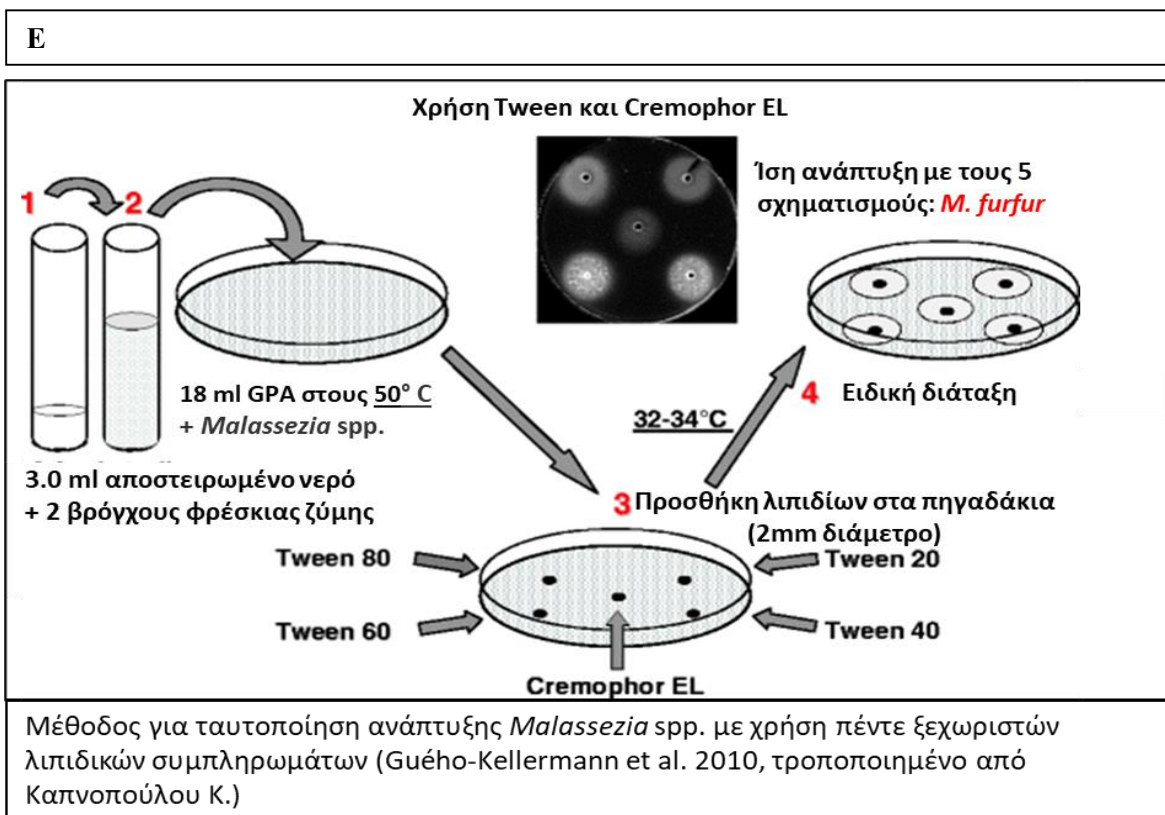 E
Χρήση Tween και Cremophor EL
Ίση ανάπτυξη με τους 5
σχηματισμούς: M. furfur
1
2
18 ml GPA στους 50° C
+ Malassezia spp.
3.0 ml αποστειρωμένο νερό
+ 2 βρόγχους φρέσκιας ζύμης
32-34°C
4 Ειδική διάταξη
3 Προσθήκη λιπιδίων στα πηγαδάκια
(2mm διάμετρο)
Tween 80
Tween 20
Tween 60
Tween 40
Cremophor EL
Μέθοδος για ταυτοποίηση ανάπτυξης Malassezia spp. με χρήση πέντε ξεχωριστών
λιπιδικών συμπληρωμάτων (Guého-Kellermann et al. 2010, τροποποιημένο από
Καπνοπούλου Κ.)